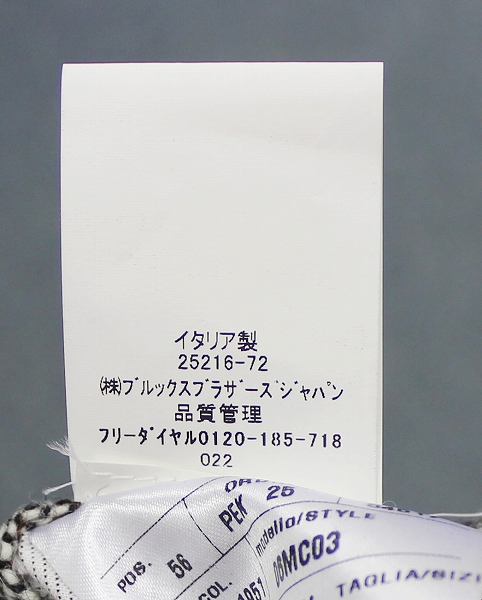 イタリア製
25216-72
(株)ブルックスブラザーズジャパン
品質管理
フリーダイヤル0120-185-718
022
PEK 25
modello/STYLE
06MC03
POS. 56
TAGLIA/SIZ